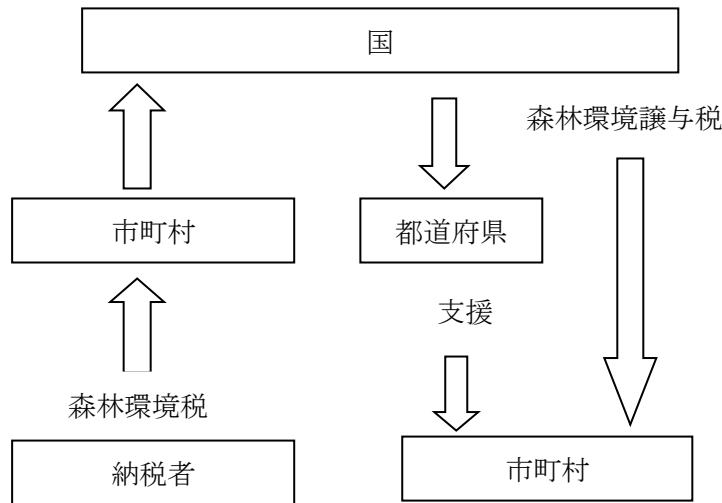 国
森林環境譲与税
市町村
都道府県
支援
森林環境税
納税者
市町村